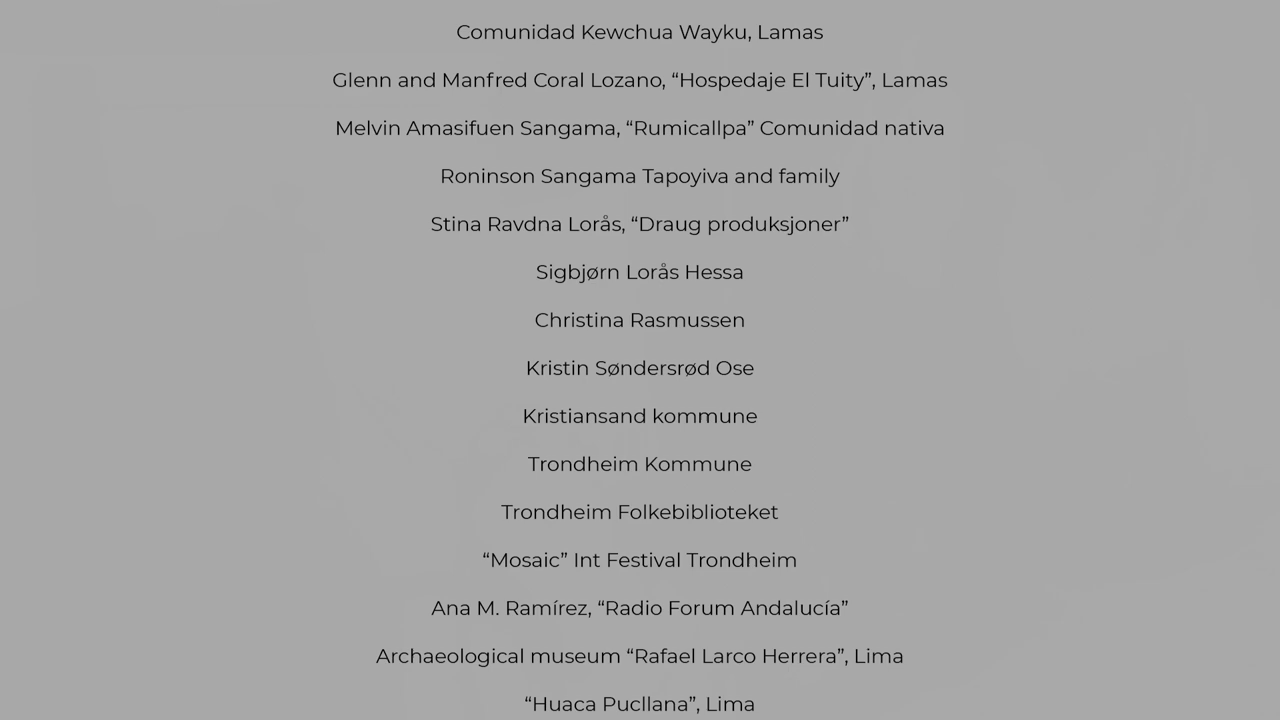 Comunidad Kewchua Wayku, Lamas
Glenn and Manfred Coral Lozano, “Hospedaje El Tuity”, Lamas
Melvin Amasifuen Sangama, “Rumicallpa” Comunidad nativa
Roninson Sangama Tapoyiva and family
Stina Ravdna Lorås, “Draug produksjoner”
Sigbjørn Lorås Hessa
Christina Rasmussen
Kristin Søndersrød Ose
Kristiansand kommune
Trondheim Kommune
Trondheim Folkebiblioteket
“Mosaic” Int Festival Trondheim
Ana M. Ramírez, “Radio Forum Andalucía”
Archaeological museum “Rafael Larco Herrera”, Lima
“Huaca Pucllana”, Lima